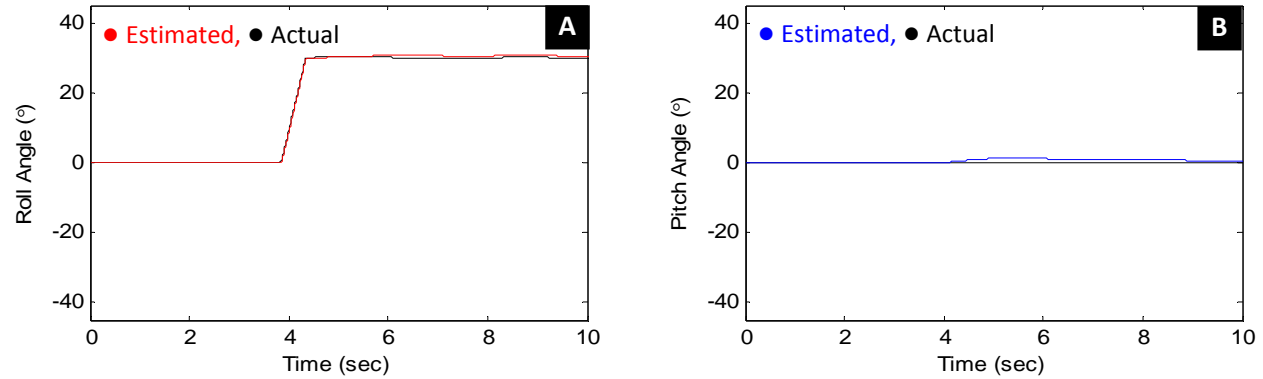 ● Estimated, ● Actual
A
40
20
0
-20
-40
Roll Angle (°)
0 2 4 6 8 10
Time (sec)
● Estimated, ● Actual
B
40
20
0
-20
-40
Pitch Angle (°)
0 2 4 6 8 10
Time (sec)